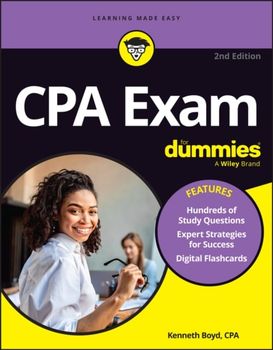 LEARNING MADE EASY
2nd Edition
CPA Exam
for
dummies
A Wiley Brand
FEATURES
Hundreds of
Study Questions
Expert Strategies
for Success
Digital Flashcards
Kenneth Boyd, CPA